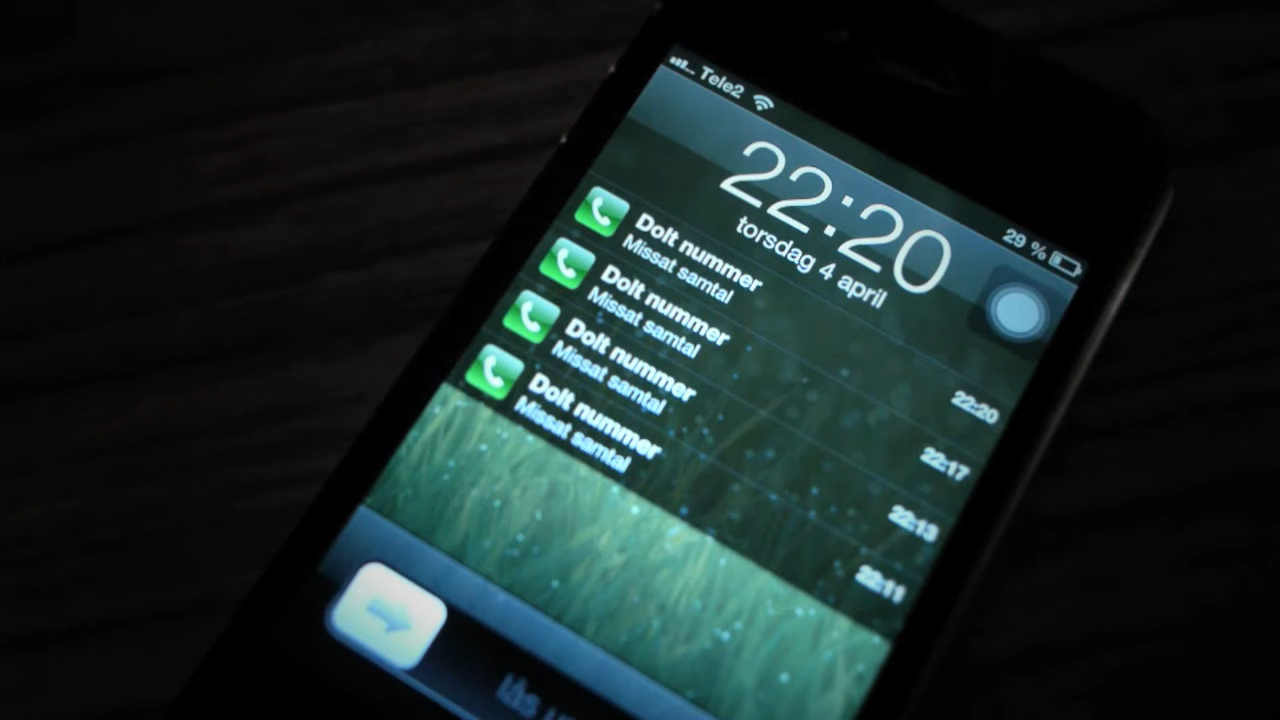 Tele2
29 %
22:20
torsdag 4 april
Dolt nummer
Missat samtal
22:20
Dolt nummer
Missat samtal
22:17
Dolt nummer
Missat samtal
22:13
Dolt nummer
Missat samtal
22:11
lås